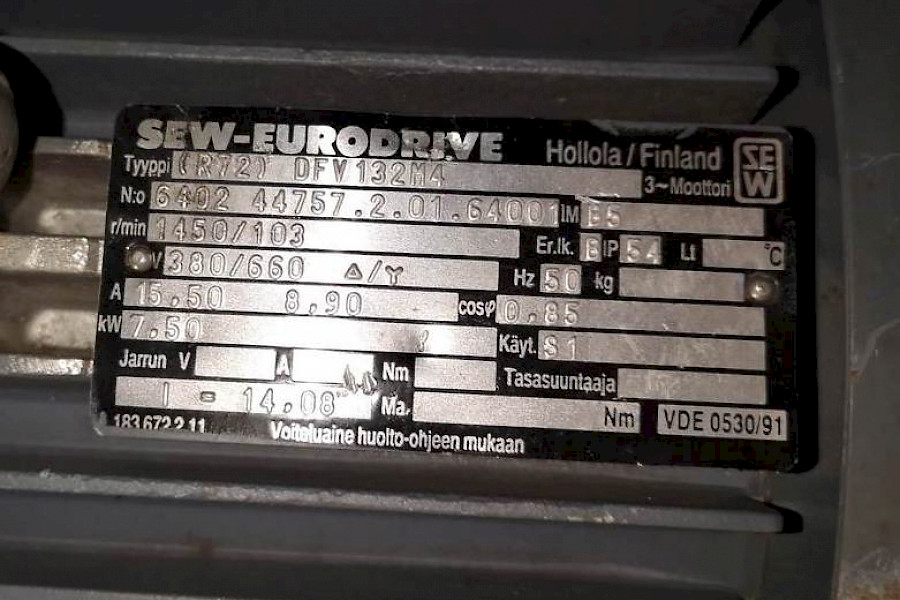 SEW-EURODRIVE Hollola / Finland SEW
Tyyppi (R72) DFV132M4 3~Moottori
N:o 6402 44757.2.01.64001 IM B5
r/min 1450/103 Er.lk. B IP 54 Lt °C
V 380/660 Δ/Y Hz 50 kg
A 15,50 8,90 cosφ 0,85
kW 7,50 Käyt. S1
Jarrun V A Nm Tasasuuntaaja
I = 14,08 Ma. Nm VDE 0530/91
183 672 2.11 Voiteluaine huolto-ohjeen mukaan